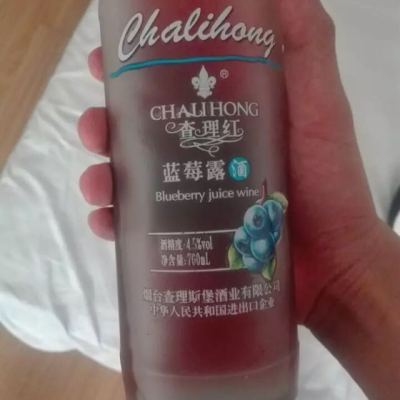 Chalihong
®
CHALIHONG
查理红
蓝莓露酒
Blueberry juice wine
酒精度:4.5%vol
净含量:760mL
烟台查理斯堡酒业有限公司
中华人民共和国进出口企业